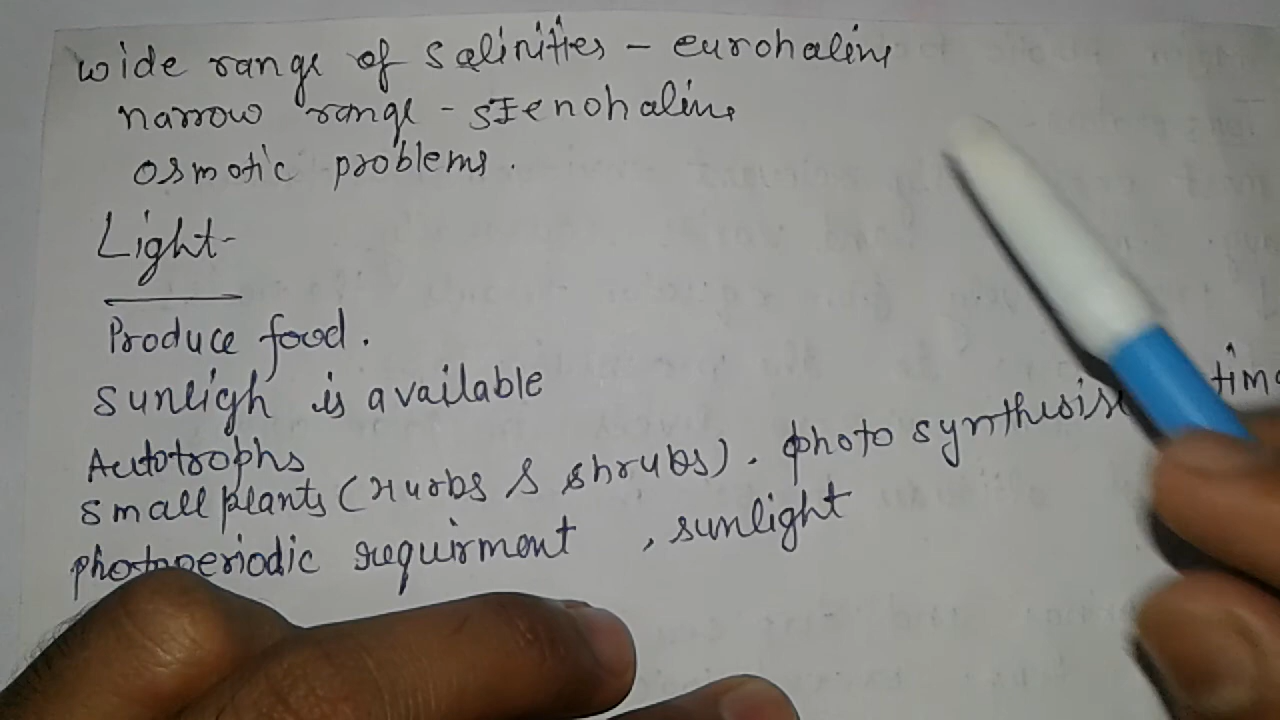 wide range of salinities - eurohaline
narrow range - stenohaline
osmotic problems.
Light-
Produce food.
sunligh is available
Autotrophs
small plants (Hurbs & shrubs). photo synthesis
photoperiodic requirment , sunlight